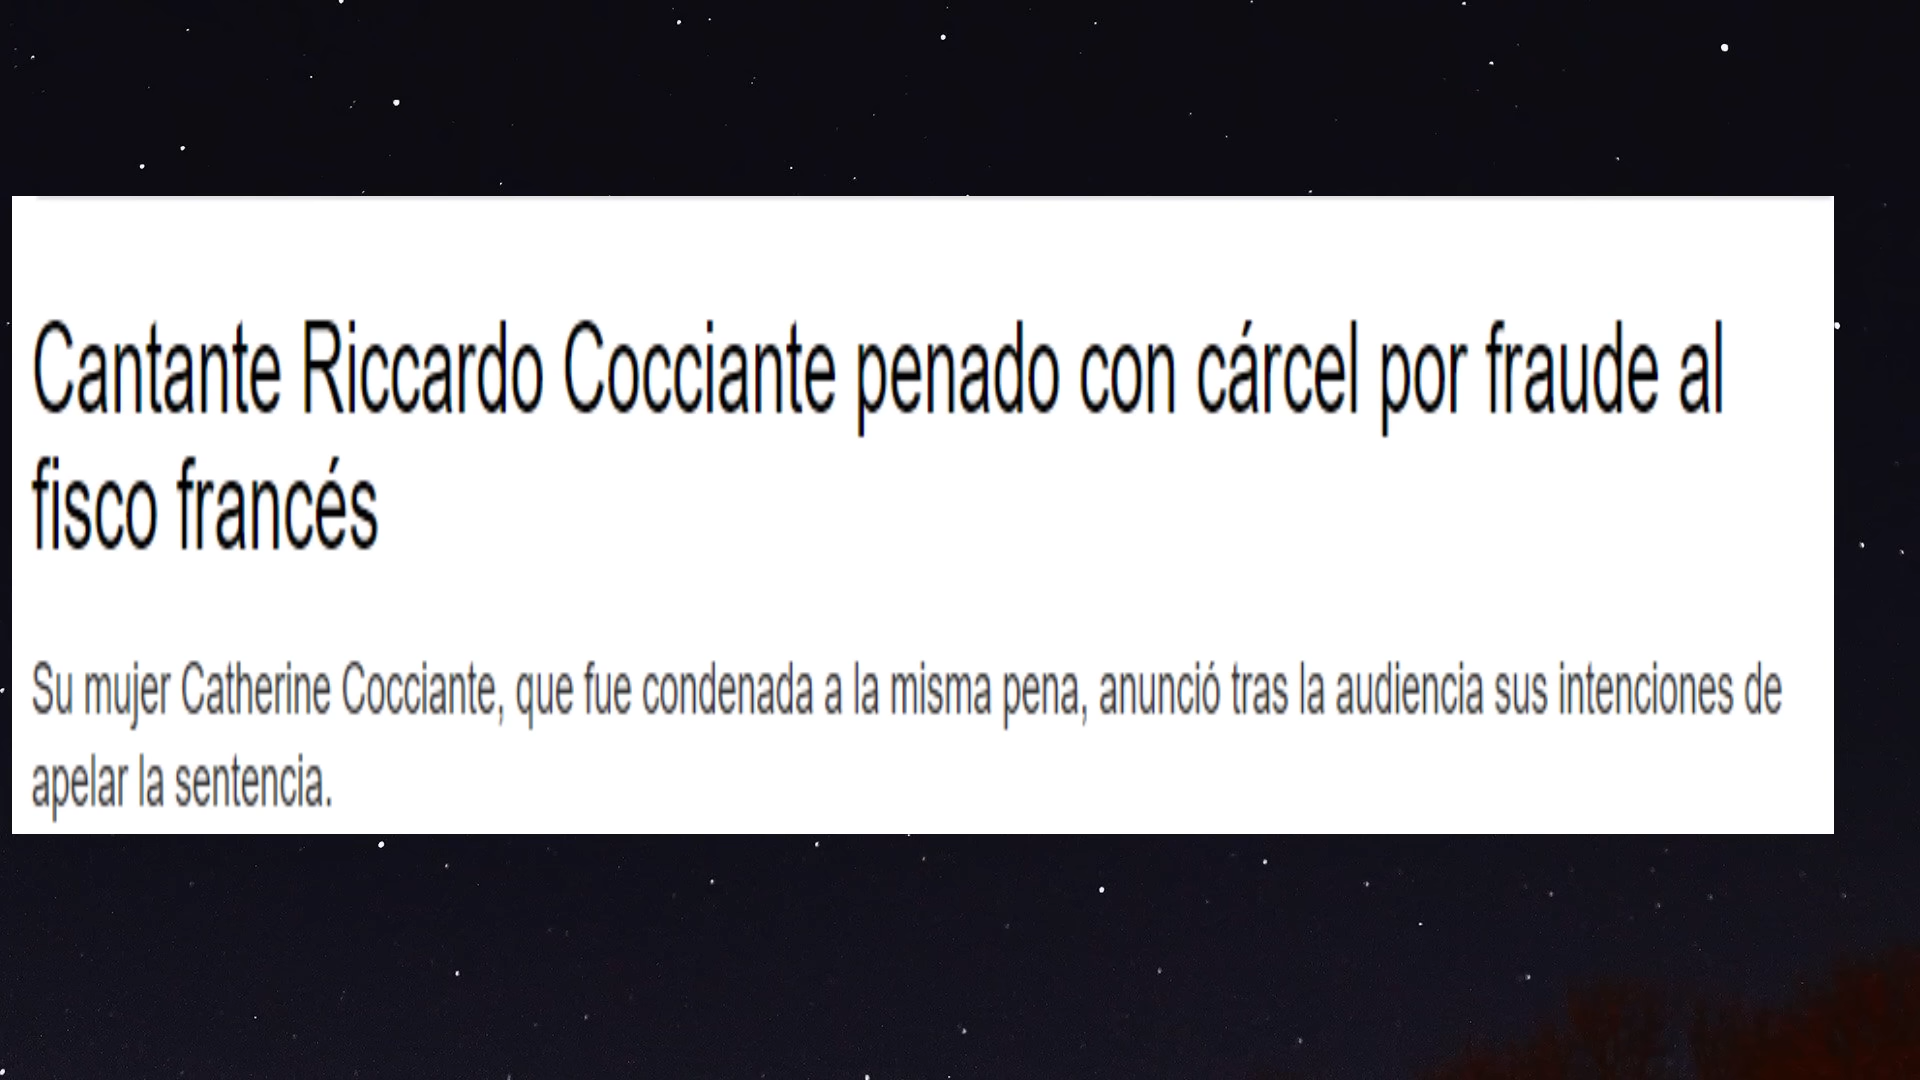 Cantante Riccardo Cocciante penado con cárcel por fraude al
fisco francés
Su mujer Catherine Cocciante, que fue condenada a la misma pena, anunció tras la audiencia sus intenciones de
apelar la sentencia.